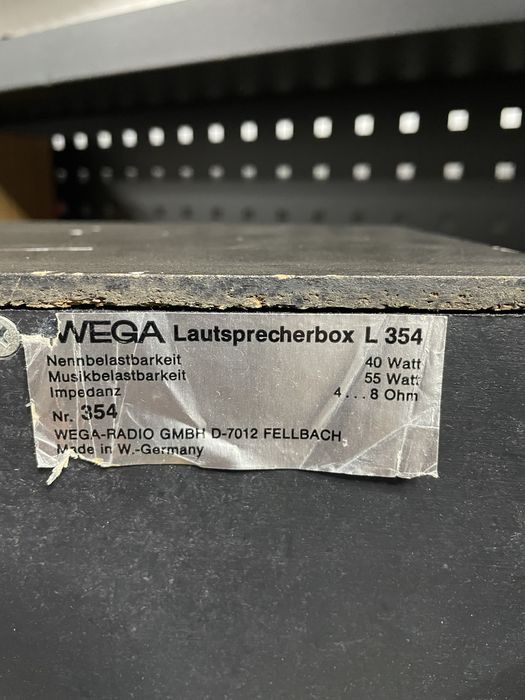 WEGA Lautsprecherbox L 354
Nennbelastbarkeit 40 Watt
Musikbelastbarkeit 55 Watt
Impedanz 4...8 Ohm
Nr. 354
WEGA-RADIO GMBH D-7012 FELLBACH
Made in W.-Germany